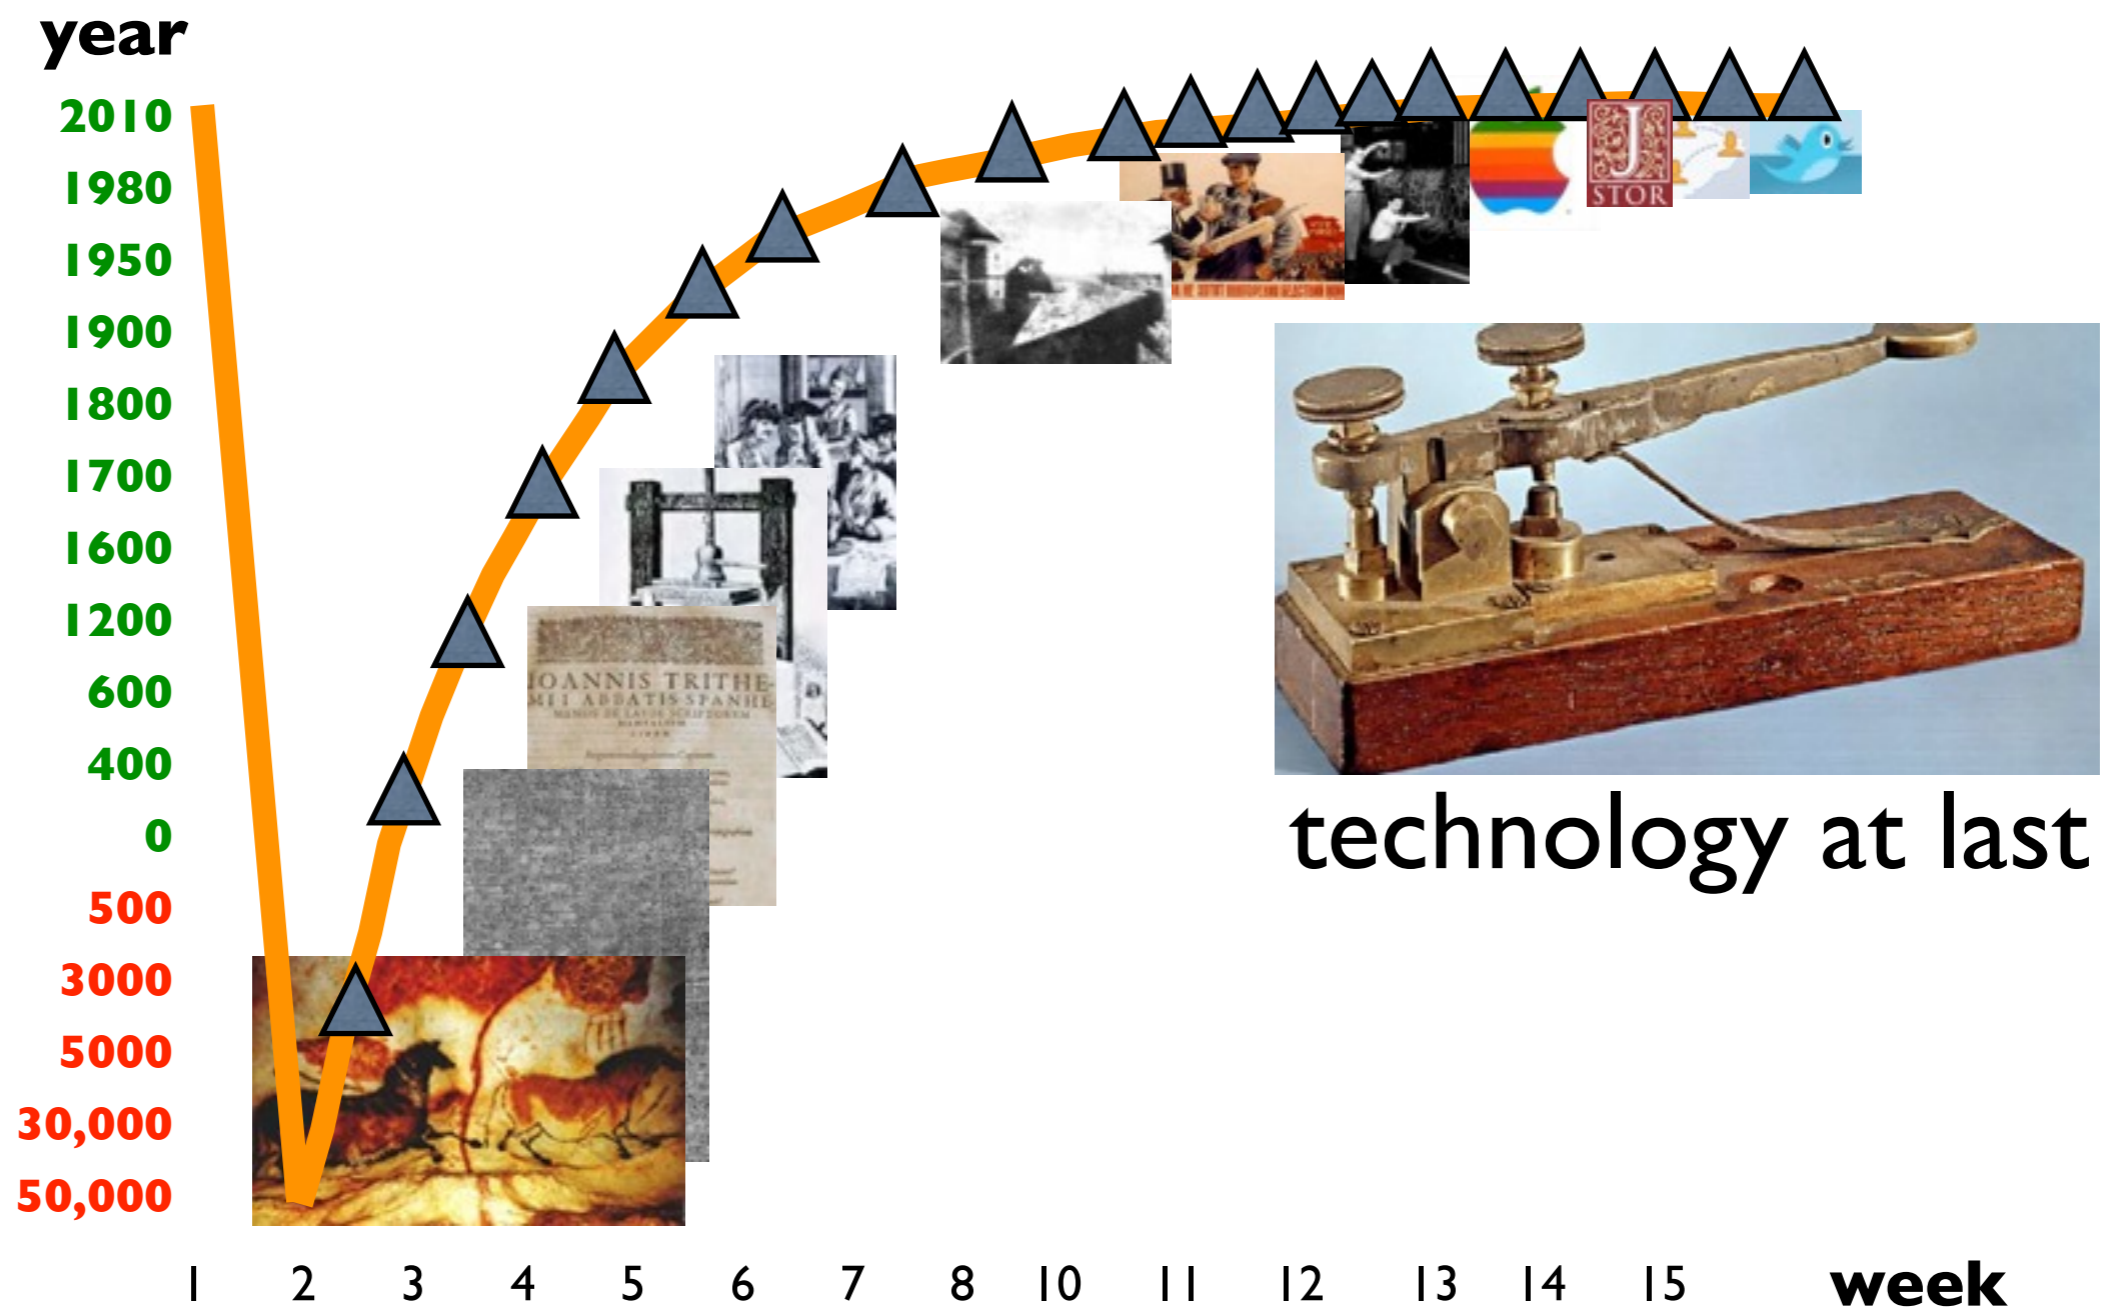 year
2010
1980
1950
1900
1800
1700
1600
1200
600
400
0
500
3000
5000
30,000
50,000
J
STOR
IOANNIS TRITHE-
MII ABBATIS SPANHE
technology at last
1 2 3 4 5 6 7 8 10 11 12 13 14 15 week